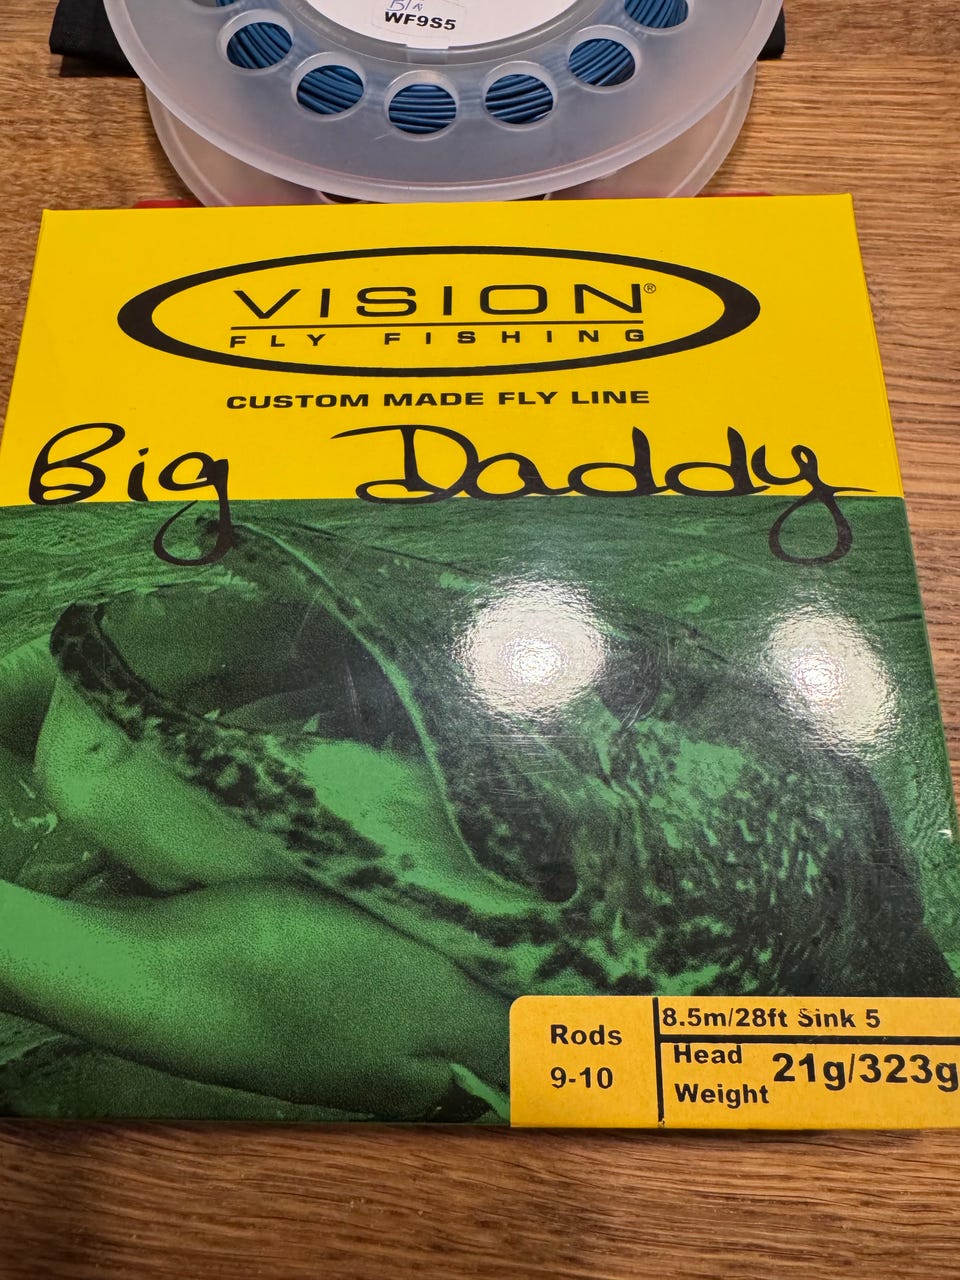 WF9S5
VISION®
FLY FISHING
CUSTOM MADE FLY LINE
Big Daddy
Rods
9-10
8.5m/28ft Sink 5
Head
Weight
21g/323g